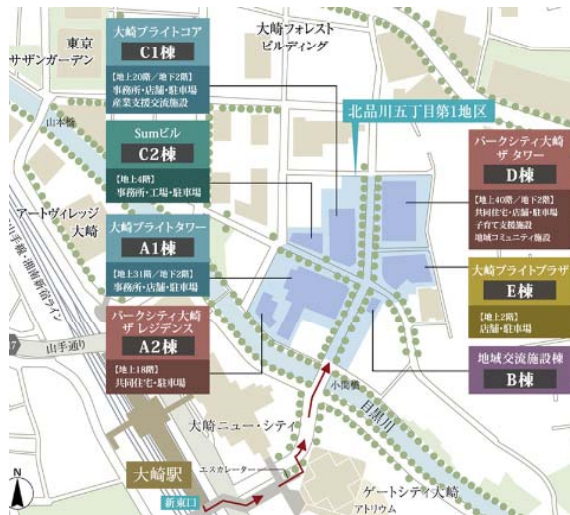 大崎ブライトコア
C1棟
【地上20階／地下2階】
事務所・店舗・駐車場
産業支援交流施設
東京
サザンガーデン
大崎フォレスト
ビルディング
山本橋
Sumビル
C2棟
【地上4階】
事務所・工場・駐車場
北品川五丁目第1地区
パークシティ大崎
ザ タワー
D棟
【地上40階／地下2階】
共同住宅・店舗・駐車場
子育て支援施設
地域コミュニティ施設
アートヴィレッジ
大崎
大崎ブライトタワー
A1棟
【地上31階／地下2階】
事務所・店舗・駐車場
山手線・湘南新宿ライン
大崎ブライトプラザ
E棟
【地上2階】
店舗・駐車場
パークシティ大崎
ザ レジデンス
A2棟
【地上18階】
共同住宅・駐車場
山手通り
地域交流施設棟
B棟
小関橋
目黒川
大崎ニュー・シティ
大崎駅
エスカレーター
新東口
ゲートシティ大崎
アトリウム
N